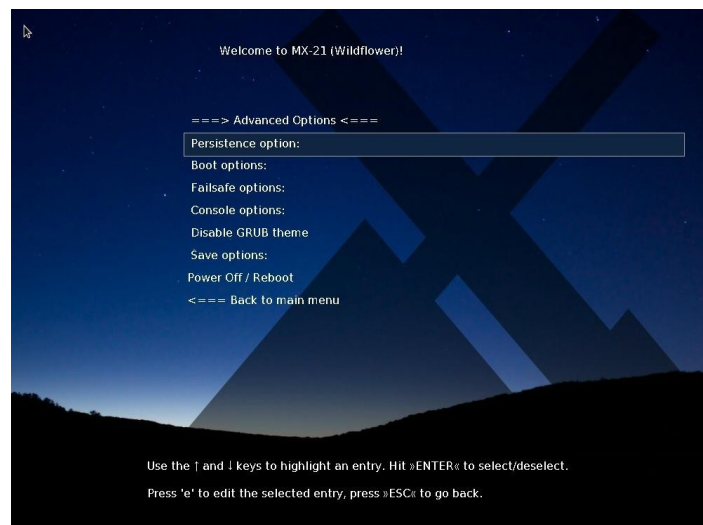 Welcome to MX-21 (Wildflower)!
===> Advanced Options <===
Persistence option:
Boot options:
Failsafe options:
Console options:
Disable GRUB theme
Save options:
Power Off / Reboot
<=== Back to main menu
Use the ↑ and ↓ keys to highlight an entry. Hit »ENTER« to select/deselect.
Press 'e' to edit the selected entry, press »ESC« to go back.